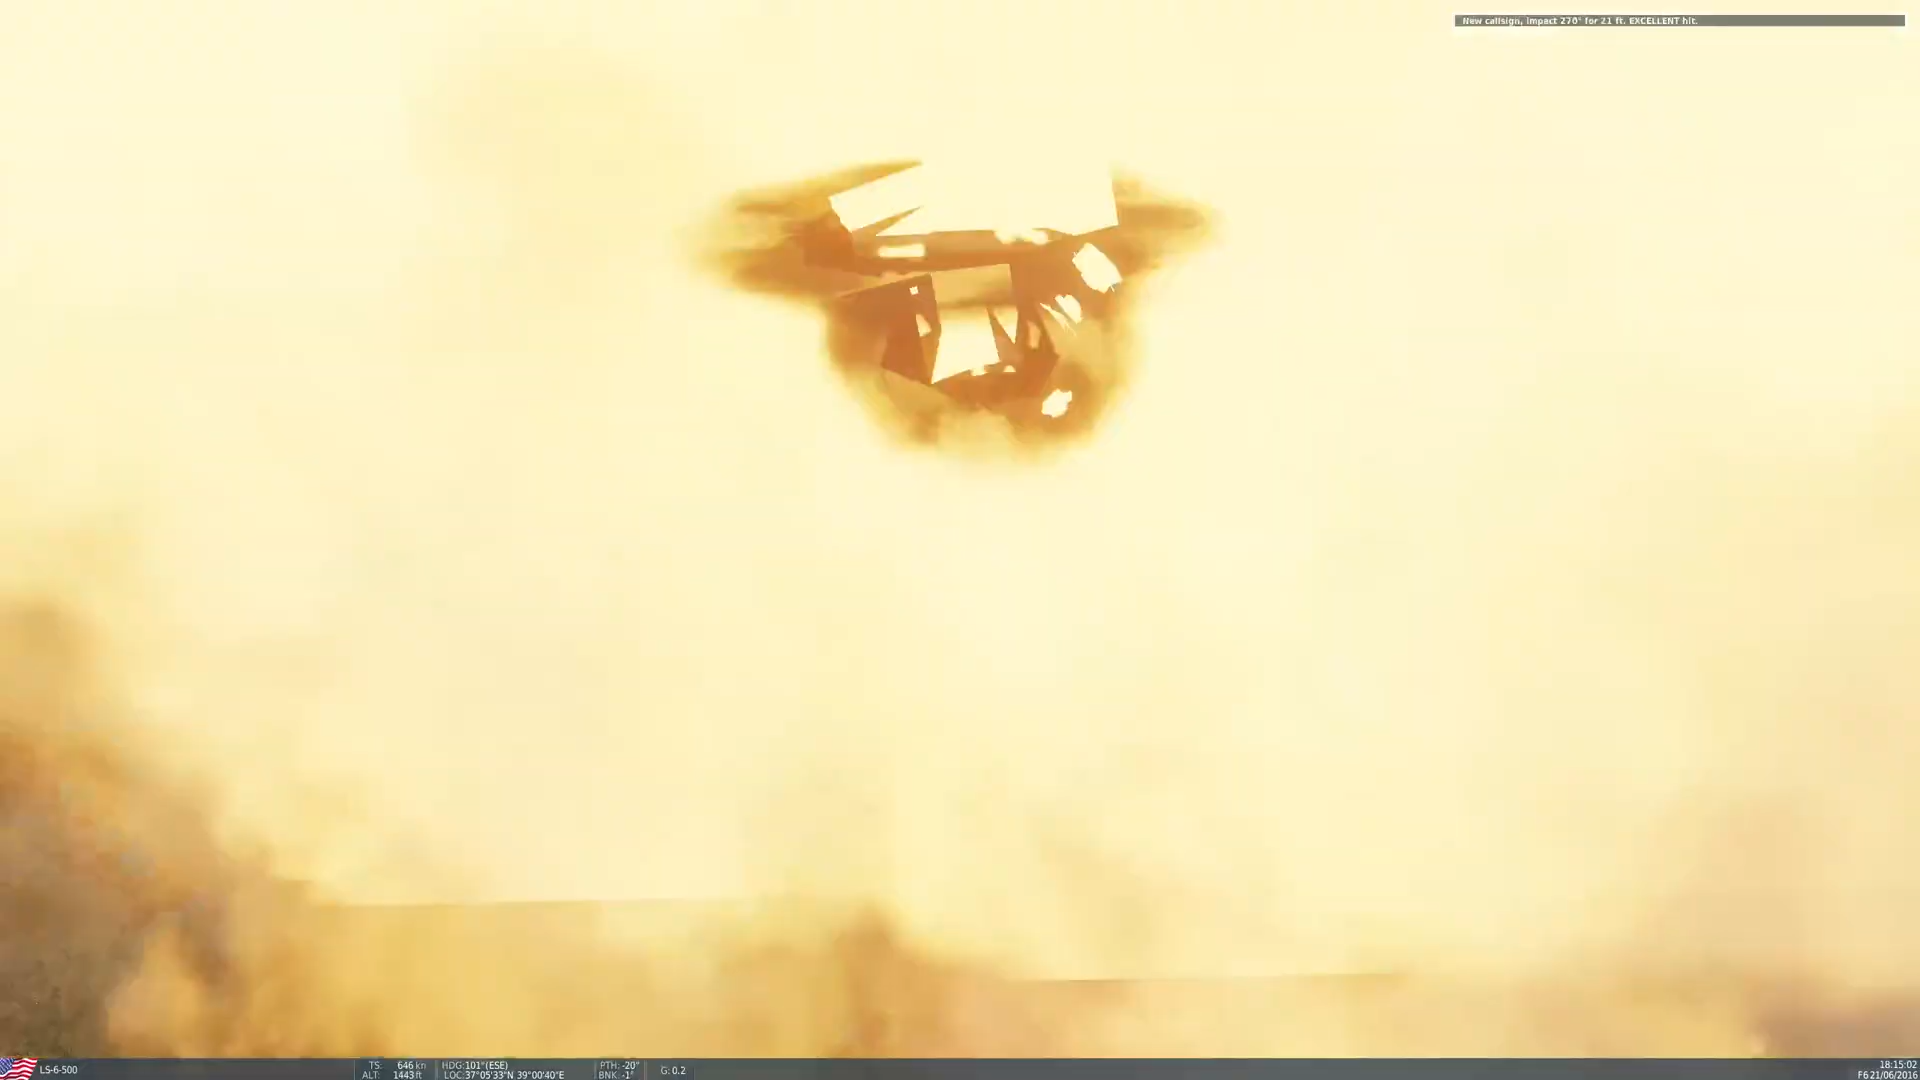 New callsign, impact 270° for 21 ft. EXCELLENT hit.
LS-6-500
TS: 646 kn
ALT: 1443 ft
HDG:101°(ESE)
LOC:37°05'33"N 39°00'40"E
PTH: -20°
BNK: -1°
G: 0.2
18:15:02
F6 21/06/2016